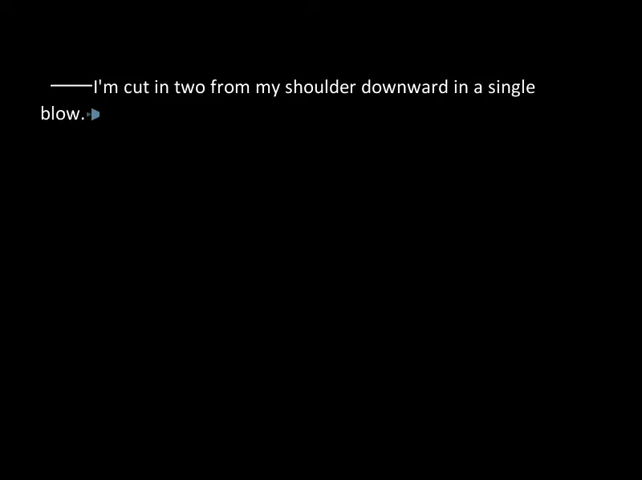 ――I'm cut in two from my shoulder downward in a single
blow.